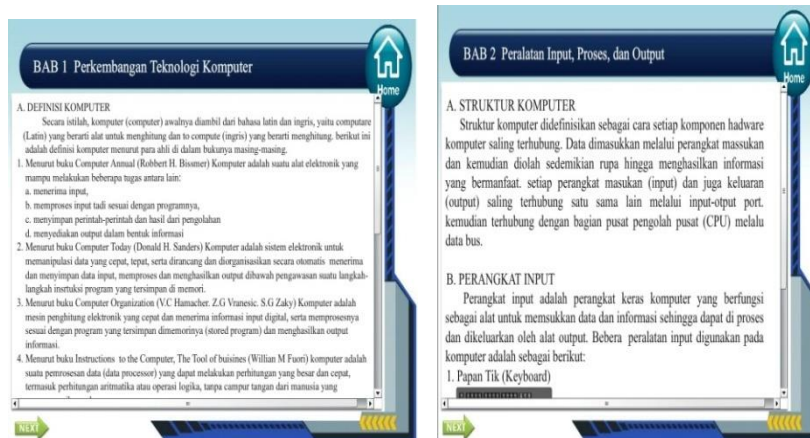 BAB 1 Perkembangan Teknologi Komputer
Home
A. DEFINISI KOMPUTER
Secara istilah, komputer (computer) awalnya diambil dari bahasa latin dan ingris, yaitu computare
(Latin) yang berarti alat untuk menghitung dan to compute (ingris) yang berarti menghitung. berikut ini
adalah definisi komputer menurut para ahli di dalam bukunya masing-masing.
1. Menurut buku Computer Annual (Robbert H. Bissmer) Komputer adalah suatu alat elektronik yang
mampu melakukan beberapa tugas antara lain:
a. menerima input,
b. memproses input tadi sesuai dengan programnya,
c. menyimpan perintah-perintah dan hasil dari pengolahan
d. menyediakan output dalam bentuk informasi
2. Menurut buku Computer Today (Donald H. Sanders) Komputer adalah sistem elektronik untuk
memanipulasi data yang cepat, tepat, serta dirancang dan diorganisasikan secara otomatis menerima
dan menyimpan data input, memproses dan menghasilkan output dibawah pengawasan suatu langkah-
langkah insrtuksi program yang tersimpan di memori.
3. Menurut buku Computer Organization (V.C Hamacher. Z.G Vranesic. S.G Zaky) Komputer adalah
mesin penghitung elektronik yang cepat dan menerima informasi input digital, serta memprosesnya
sesuai dengan program yang tersimpan dimemorinya (stored program) dan menghasilkan output
informasi.
4. Menurut buku Instructions to the Computer, The Tool of buisines (Willian M Fuori) komputer adalah
suatu pemrosesan data (data processor) yang dapat melakukan perhitungan yang besar dan cepat,
termasuk perhitungan aritmatika atau operasi logika, tanpa campur tangan dari manusia yang
NEXT
BAB 2 Peralatan Input, Proses, dan Output
Home
A. STRUKTUR KOMPUTER
Struktur komputer didefinisikan sebagai cara setiap komponen hadware
komputer saling terhubung. Data dimasukkan melalui perangkat massukan
dan kemudian diolah sedemikian rupa hingga menghasilkan informasi
yang bermanfaat. setiap perangkat masukan (input) dan juga keluaran
(output) saling terhubung satu sama lain melalui input-otput port.
kemudian terhubung dengan bagian pusat pengolah pusat (CPU) melalu
data bus.
B. PERANGKAT INPUT
Perangkat input adalah perangkat keras komputer yang berfungsi
sebagai alat untuk memsukkan data dan informasi sehingga dapat di proses
dan dikeluarkan oleh alat output. Bebera peralatan input digunakan pada
komputer adalah sebagai berikut:
1. Papan Tik (Keyboard)
NEXT